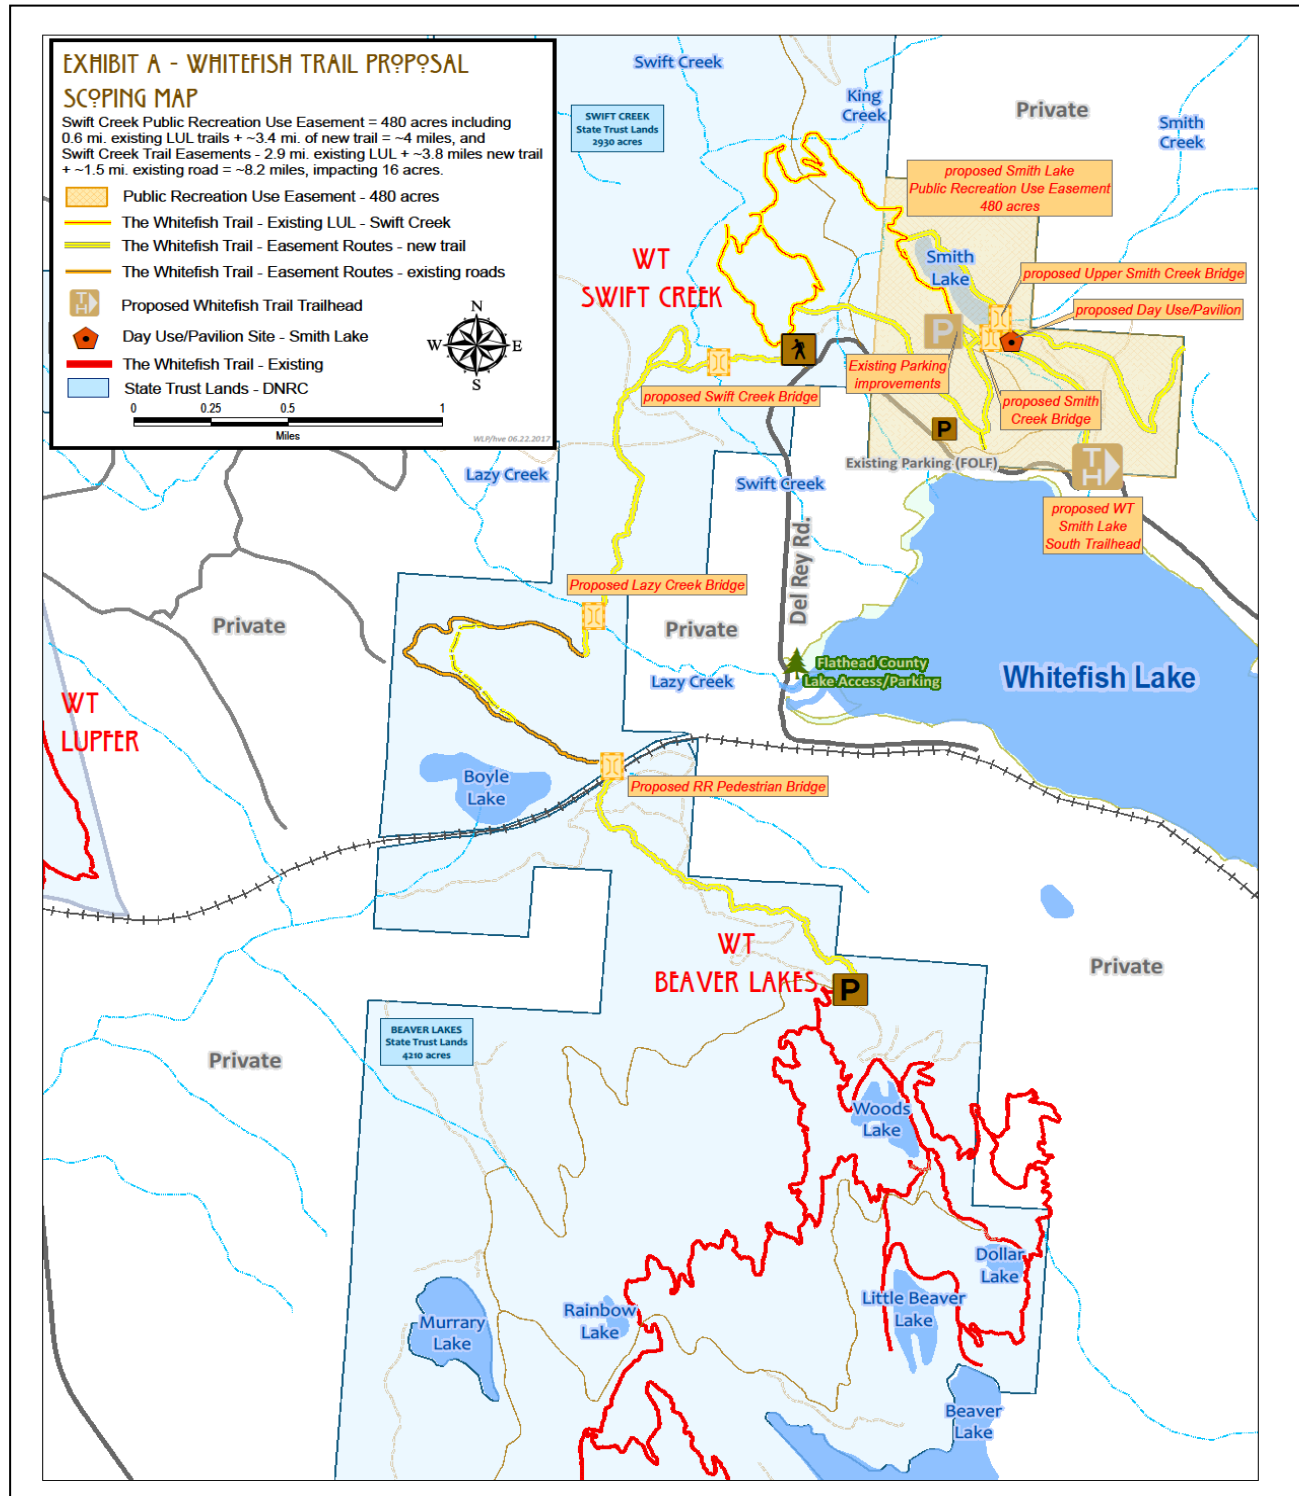 EXHIBIT A - WHITEFISH TRAIL PROPOSAL
SCOPING MAP
Swift Creek Public Recreation Use Easement = 480 acres including
0.6 mi. existing LUL trails + ~3.4 mi. of new trail = ~4 miles, and
Swift Creek Trail Easements - 2.9 mi. existing LUL + ~3.8 miles new trail
+ ~1.5 mi. existing road = ~8.2 miles, impacting 16 acres.
Public Recreation Use Easement - 480 acres
The Whitefish Trail - Existing LUL - Swift Creek
The Whitefish Trail - Easement Routes - new trail
The Whitefish Trail - Easement Routes - existing roads
TH
Proposed Whitefish Trail Trailhead
Day Use/Pavilion Site - Smith Lake
The Whitefish Trail - Existing
State Trust Lands - DNRC
N
W
E
S
0
0.25
0.5
1
Miles
WLP/hve 06.22.2017
Swift Creek
King
Creek
Private
Smith
Creek
SWIFT CREEK
State Trust Lands
2930 acres
proposed Smith Lake
Public Recreation Use Easement
480 acres
WT
SWIFT CREEK
Smith
Lake
proposed Upper Smith Creek Bridge
proposed Day Use/Pavilion
P
Existing Parking
improvements
proposed Swift Creek Bridge
proposed Smith
Creek Bridge
P
Existing Parking (FOLF)
TH
Lazy Creek
Swift Creek
proposed WT
Smith Lake
South Trailhead
Del Rey Rd.
Proposed Lazy Creek Bridge
Private
Private
Flathead County
Lake Access/Parking
Lazy Creek
Whitefish Lake
WT
LUPFER
Boyle
Lake
Proposed RR Pedestrian Bridge
WT
BEAVER LAKES
P
Private
BEAVER LAKES
State Trust Lands
4210 acres
Private
Woods
Lake
Dollar
Lake
Little Beaver
Lake
Rainbow
Lake
Murrary
Lake
Beaver
Lake